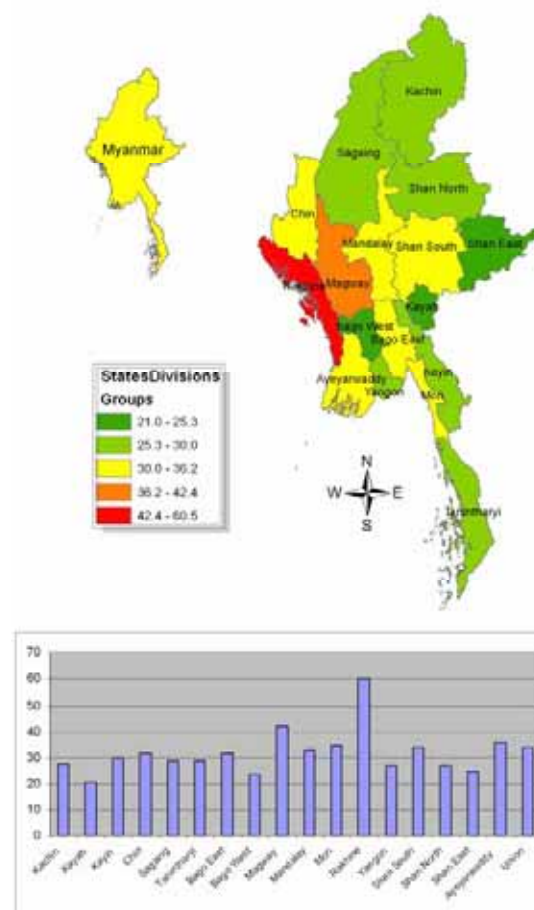 Myanmar
Kachin
Sagaing
Shan North
Chin
Mandalay
Shan South
Shan East
Magway
Kayah
Bago West
Bago East
Ayeyarwaddy
Yangon
Kayin
Mon
StatesDivisions
Groups
21.0 - 25.3
25.3 - 30.0
30.0 - 36.2
36.2 - 42.4
42.4 - 60.5
N
W E
S
70
60
50
40
30
20
10
0
Kachin
Kayah
Kayin
Chin
Sagaing
Tanintharyi
Bago East
Bago West
Magway
Mandalay
Mon
Rakhine
Yangon
Shan South
Shan North
Shan East
Ayeyarwaddy
Union